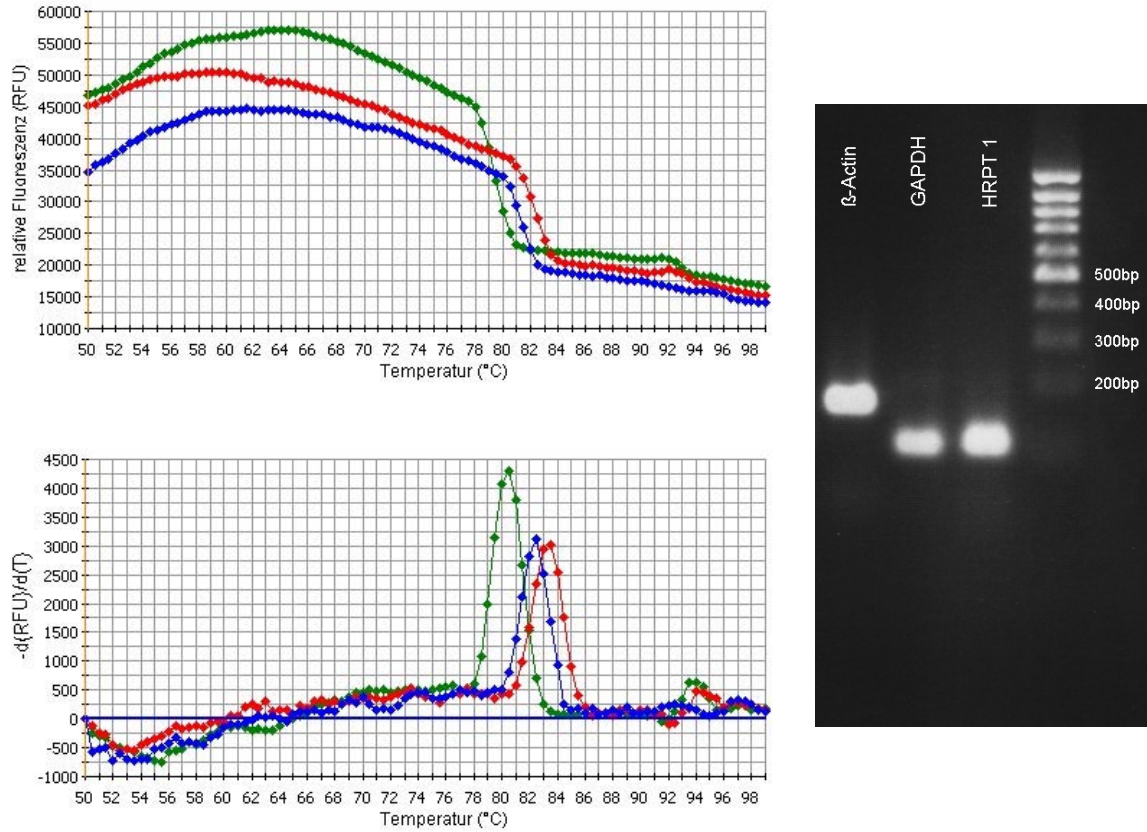 relative Fluoreszenz (RFU)
60000
55000
50000
45000
40000
35000
30000
25000
20000
15000
10000
50 52 54 56 58 60 62 64 66 68 70 72 74 76 78 80 82 84 86 88 90 92 94 96 98
Temperatur (°C)
-d{RFU}/d(T)
4500
4000
3500
3000
2500
2000
1500
1000
500
0
-500
-1000
50 52 54 56 58 60 62 64 66 68 70 72 74 76 78 80 82 84 86 88 90 92 94 96 98
Temperatur (°C)
ß-Actin
GAPDH
HRPT 1
500bp
400bp
300bp
200bp